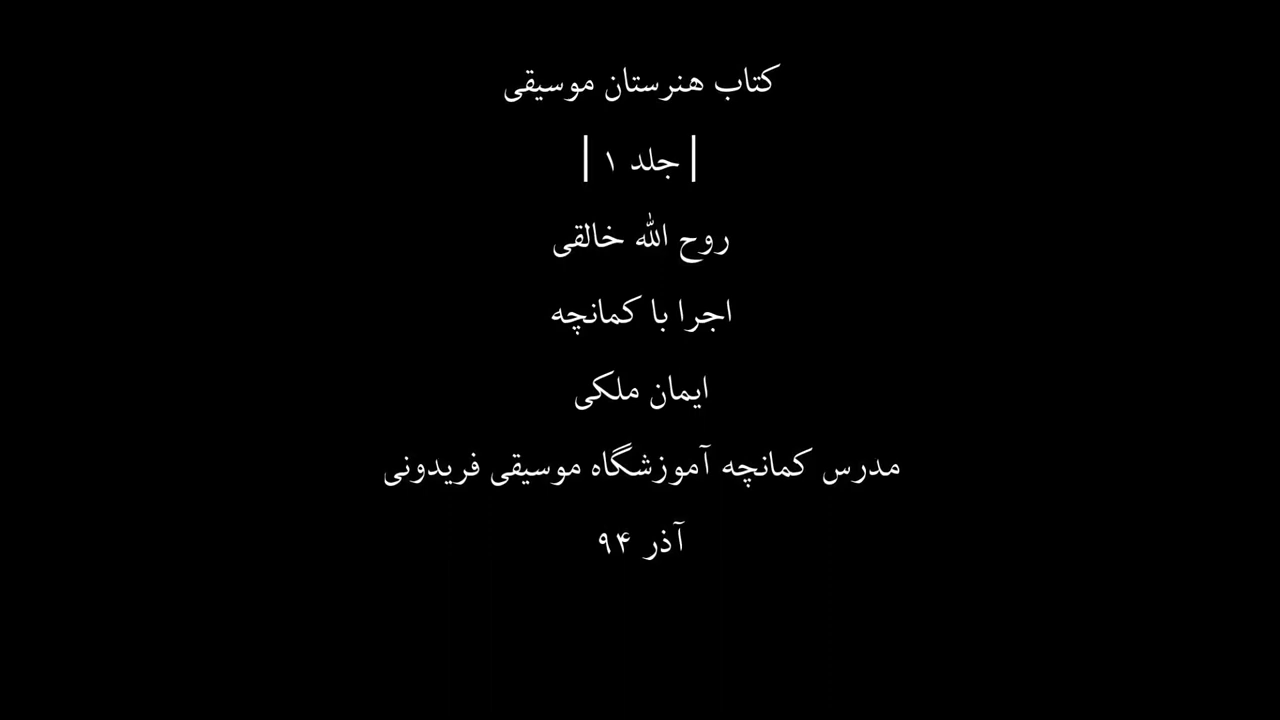 کتاب هنرستان موسیقی
| جلد ۱ |
روح الله خالقی
اجرا با کمانچه
ایمان ملکی
مدرس کمانچه آموزشگاه موسیقی فریدونی
آذر ۹۴